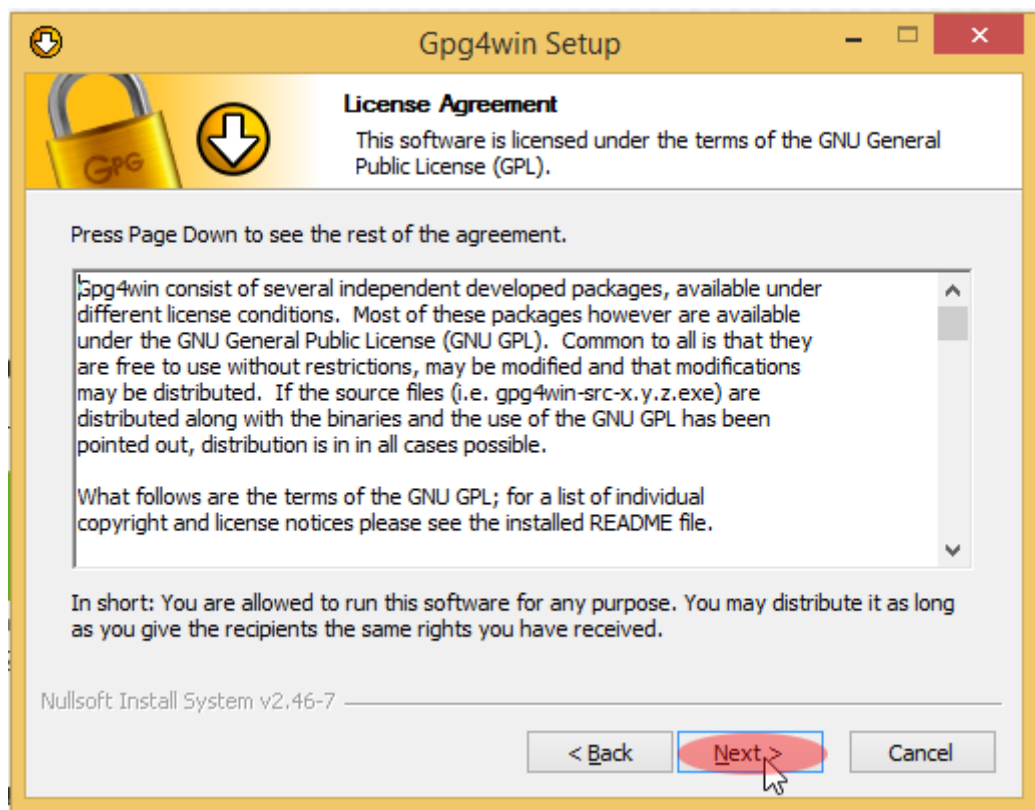 Gpg4win Setup
GPG
License Agreement
This software is licensed under the terms of the GNU General
Public License (GPL).
Press Page Down to see the rest of the agreement.
Gpg4win consist of several independent developed packages, available under
different license conditions.  Most of these packages however are available
under the GNU General Public License (GNU GPL).  Common to all is that they
are free to use without restrictions, may be modified and that modifications
may be distributed.  If the source files (i.e. gpg4win-src-x.y.z.exe) are
distributed along with the binaries and the use of the GNU GPL has been
pointed out, distribution is in in all cases possible.
What follows are the terms of the GNU GPL; for a list of individual
copyright and license notices please see the installed README file.
In short: You are allowed to run this software for any purpose. You may distribute it as long
as you give the recipients the same rights you have received.
Nullsoft Install System v2.46-7
< Back
Next >
Cancel